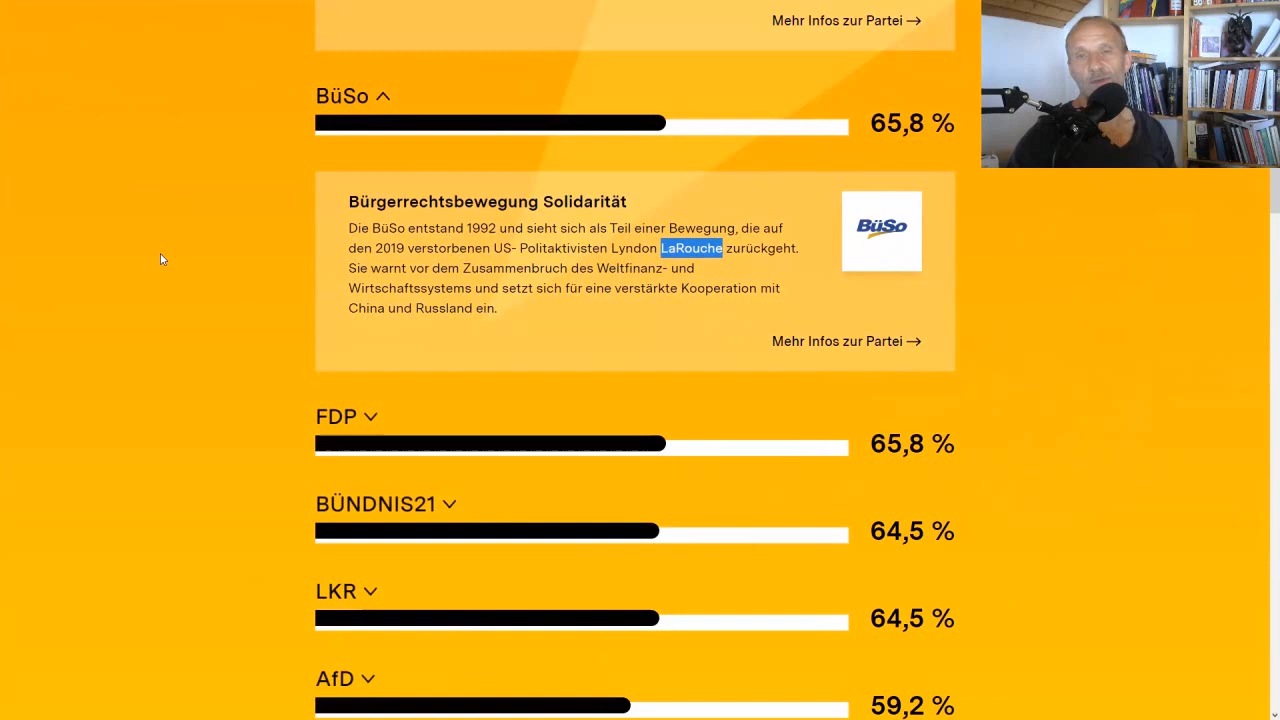 Mehr Infos zur Partei →
BüSo
65,8 %
Bürgerrechtsbewegung Solidarität
Die BüSo entstand 1992 und sieht sich als Teil einer Bewegung, die auf
den 2019 verstorbenen US- Politaktivisten Lyndon LaRouche zurückgeht.
Sie warnt vor dem Zusammenbruch des Weltfinanz- und
Wirtschaftssystems und setzt sich für eine verstärkte Kooperation mit
China und Russland ein.
BüSo
Mehr Infos zur Partei →
FDP
65,8 %
BÜNDNIS21
64,5 %
LKR
64,5 %
AfD
59,2 %